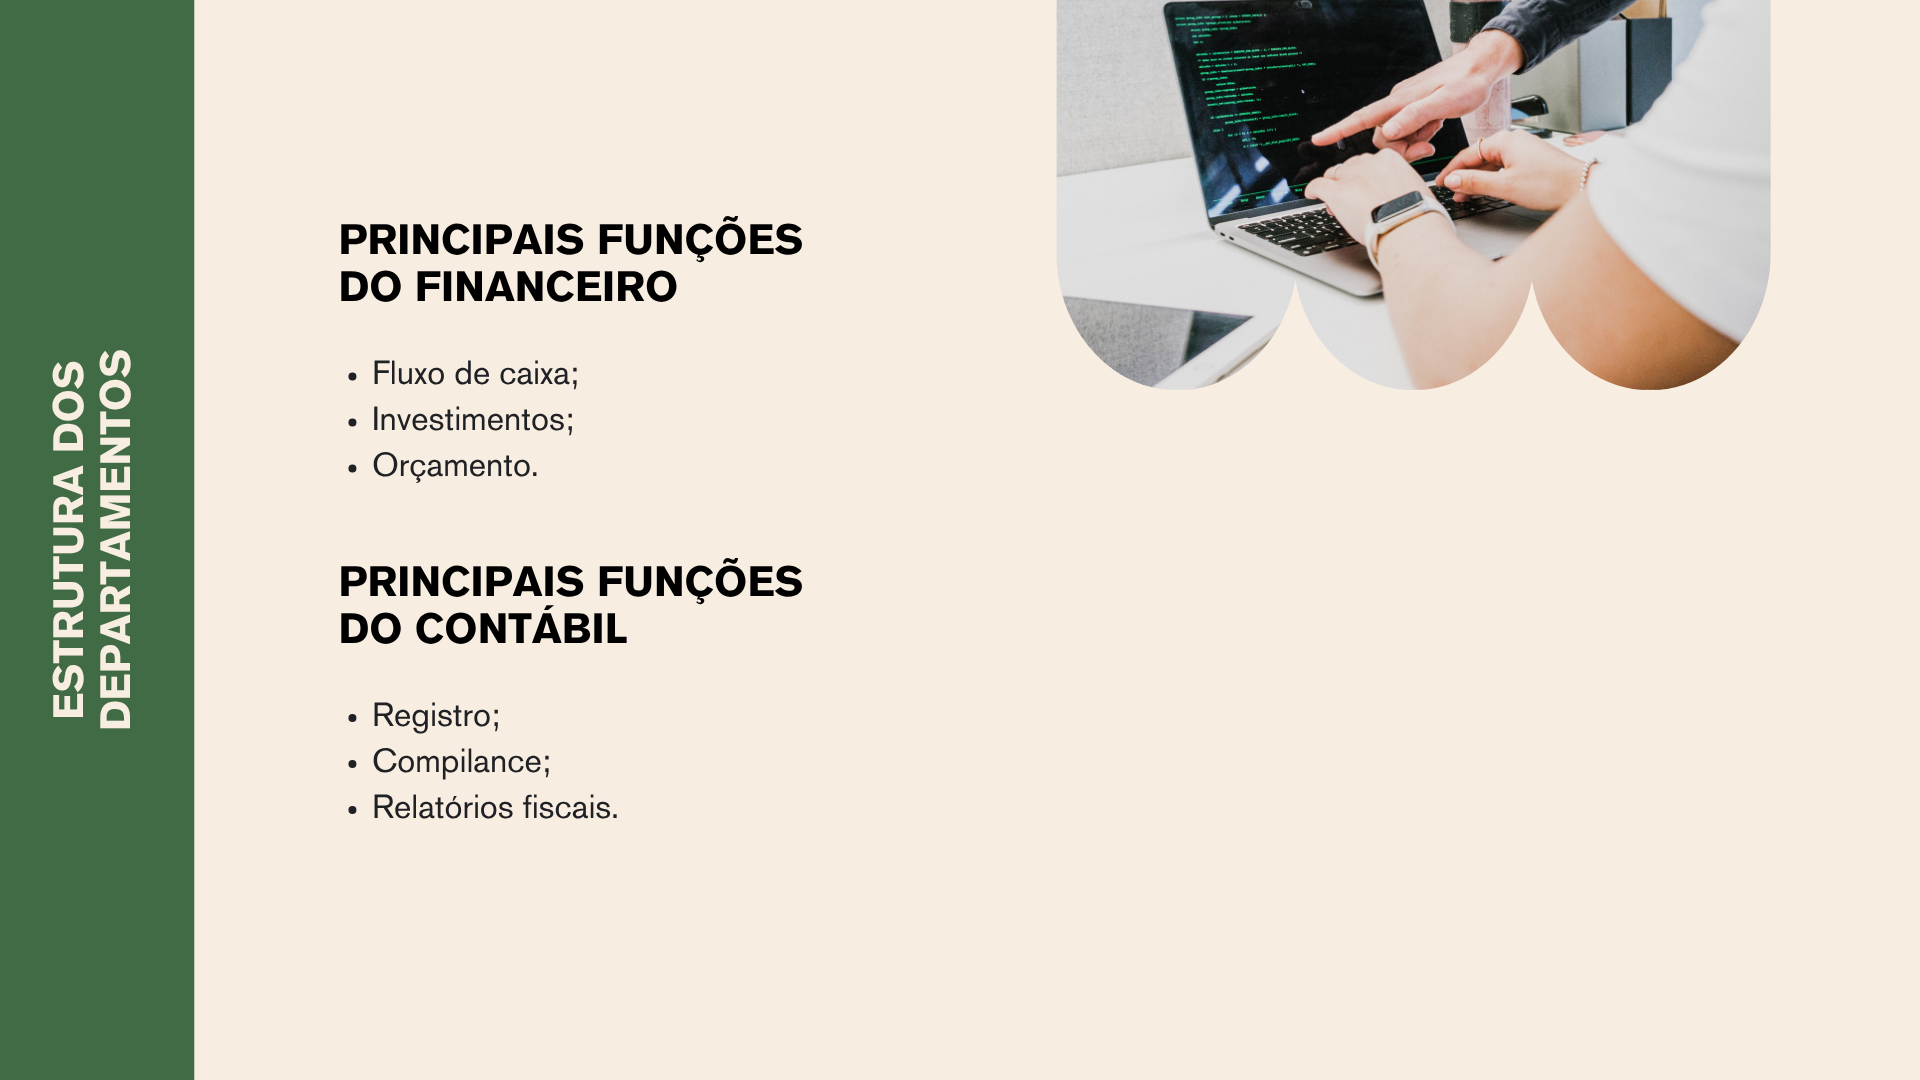 ESTRUTURA DOS
DEPARTAMENTOS
PRINCIPAIS FUNÇÕES
DO FINANCEIRO
Fluxo de caixa;
Investimentos;
Orçamento.
PRINCIPAIS FUNÇÕES
DO CONTÁBIL
Registro;
Compilance;
Relatórios fiscais.